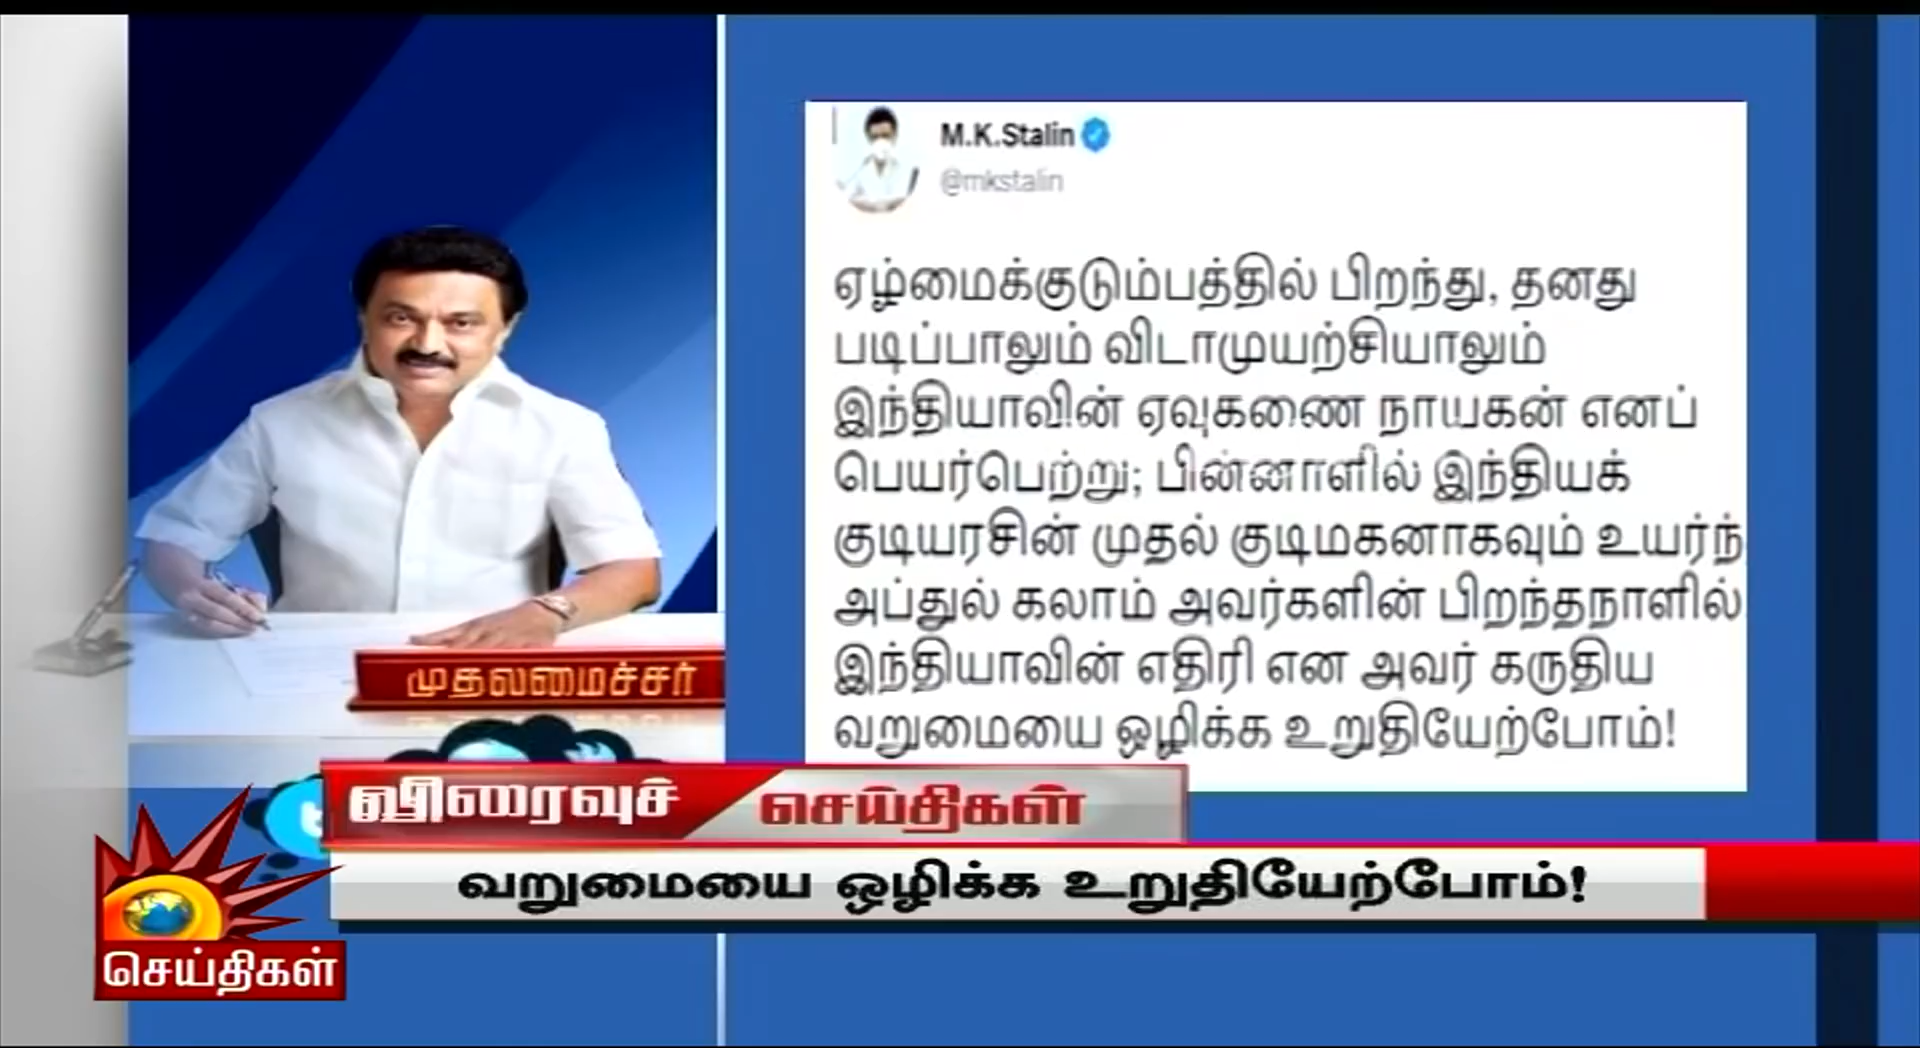 M.K.Stalin
@mkstalin
ஏழ்மைக்குடும்பத்தில் பிறந்து, தனது
படிப்பாலும் விடாமுயற்சியாலும்
இந்தியாவின் ஏவுகணை நாயகன் எனப்
பெயர்பெற்று; பின்னாளில் இந்தியக்
குடியரசின் முதல் குடிமகனாகவும் உயர்ந்
அப்துல் கலாம் அவர்களின் பிறந்தநாளில்
இந்தியாவின் எதிரி என அவர் கருதிய
வறுமையை ஒழிக்க உறுதியேற்போம்!
முதலமைச்சர்
விரைவுச் செய்திகள்
வறுமையை ஒழிக்க உறுதியேற்போம்!
செய்திகள்